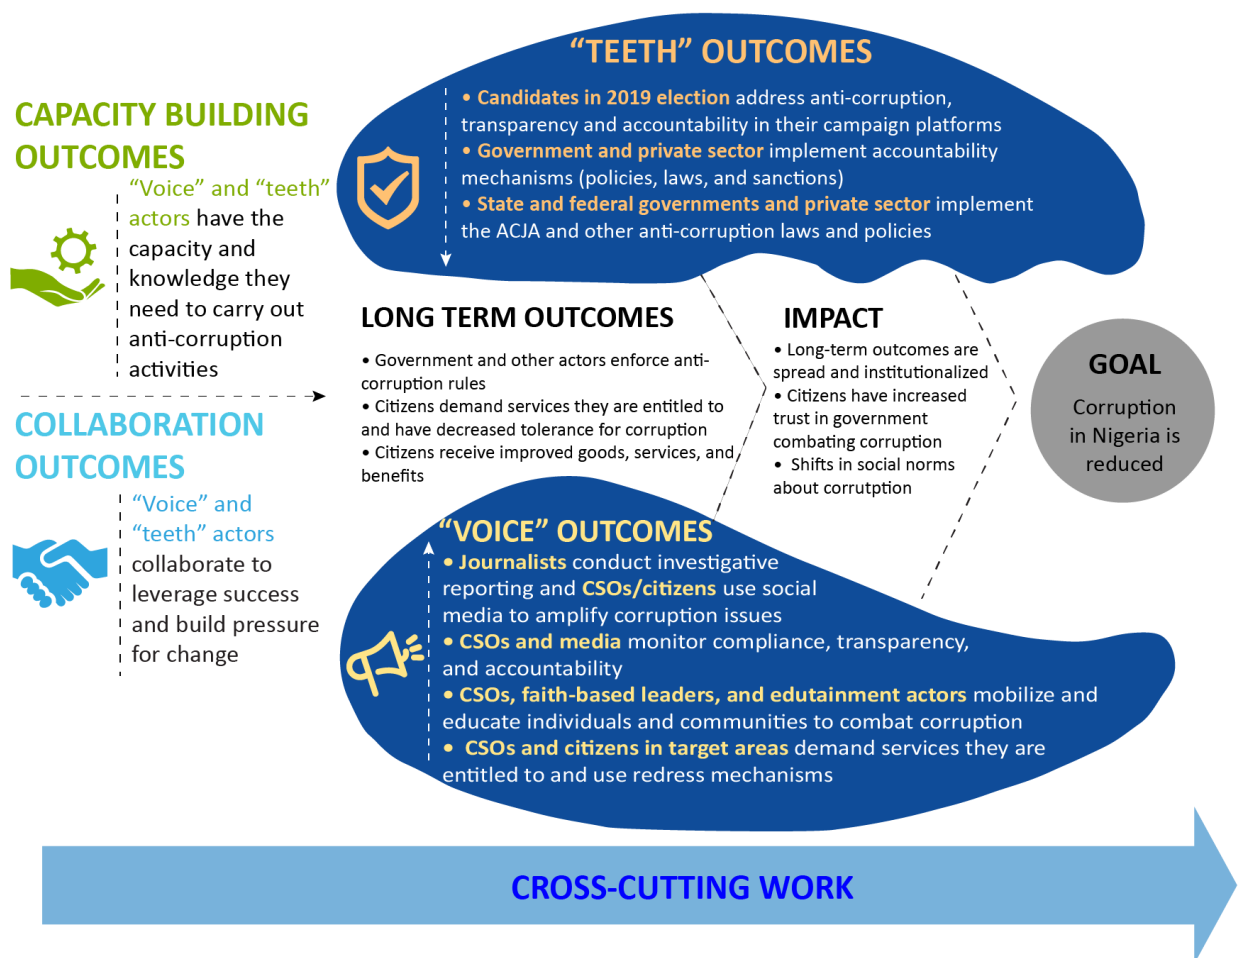 “TEETH” OUTCOMES
• Candidates in 2019 election address anti-corruption,
transparency and accountability in their campaign platforms
• Government and private sector implement accountability
mechanisms (policies, laws, and sanctions)
• State and federal governments and private sector implement
the ACJA and other anti-corruption laws and policies
CAPACITY BUILDING
OUTCOMES
“Voice” and “teeth”
actors have the
capacity and
knowledge they
need to carry out
anti-corruption
activities
COLLABORATION
OUTCOMES
“Voice” and
“teeth” actors
collaborate to
leverage success
and build pressure
for change
LONG TERM OUTCOMES
• Government and other actors enforce anti-
corruption rules
• Citizens demand services they are entitled to
and have decreased tolerance for corruption
• Citizens receive improved goods, services, and
benefits
IMPACT
• Long-term outcomes are
spread and institutionalized
• Citizens have increased
trust in government
combating corruption
• Shifts in social norms
about corrutption
GOAL
Corruption
in Nigeria is
reduced
“VOICE” OUTCOMES
• Journalists conduct investigative
reporting and CSOs/citizens use social
media to amplify corruption issues
• CSOs and media monitor compliance, transparency,
and accountability
• CSOs, faith-based leaders, and edutainment actors mobilize and
educate individuals and communities to combat corruption
• CSOs and citizens in target areas demand services they are
entitled to and use redress mechanisms
CROSS-CUTTING WORK